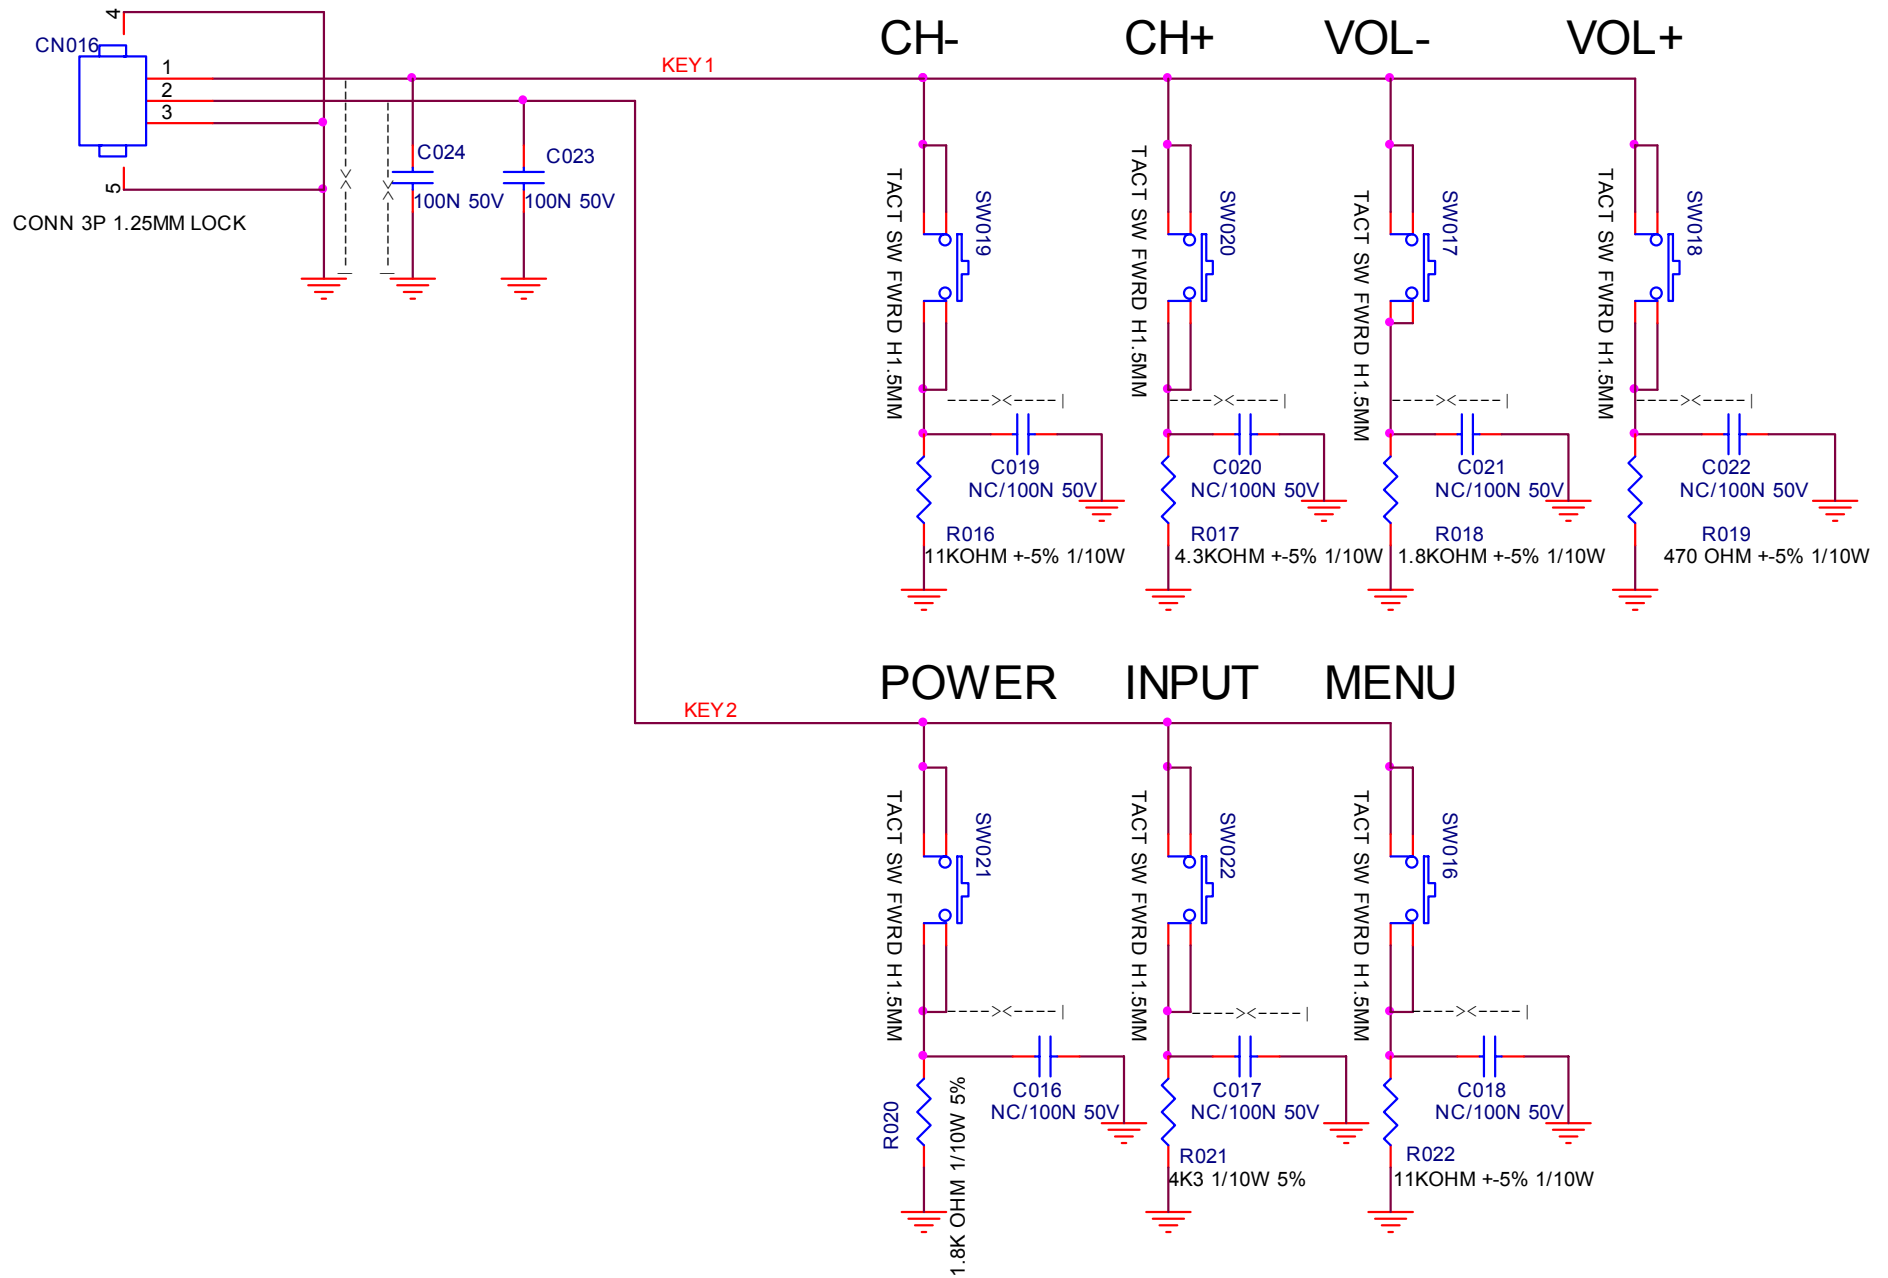 CH-
CH+
VOL-
VOL+
4
CN016
1
2
3
5
CONN 3P 1.25MM LOCK
KEY1
C024
100N 50V
C023
100N 50V
SW019
TACT SW FWRD H1.5MM
SW020
TACT SW FWRD H1.5MM
SW017
TACT SW FWRD H1.5MM
SW018
TACT SW FWRD H1.5MM
C019
NC/100N 50V
C020
NC/100N 50V
C021
NC/100N 50V
C022
NC/100N 50V
R016
11KOHM +-5% 1/10W
R017
4.3KOHM +-5% 1/10W
R018
1.8KOHM +-5% 1/10W
R019
470 OHM +-5% 1/10W
POWER
INPUT
MENU
KEY2
SW021
TACT SW FWRD H1.5MM
SW022
TACT SW FWRD H1.5MM
SW016
TACT SW FWRD H1.5MM
C016
NC/100N 50V
C017
NC/100N 50V
C018
NC/100N 50V
R020
1.8K OHM 1/10W 5%
R021
4K3 1/10W 5%
R022
11KOHM +-5% 1/10W